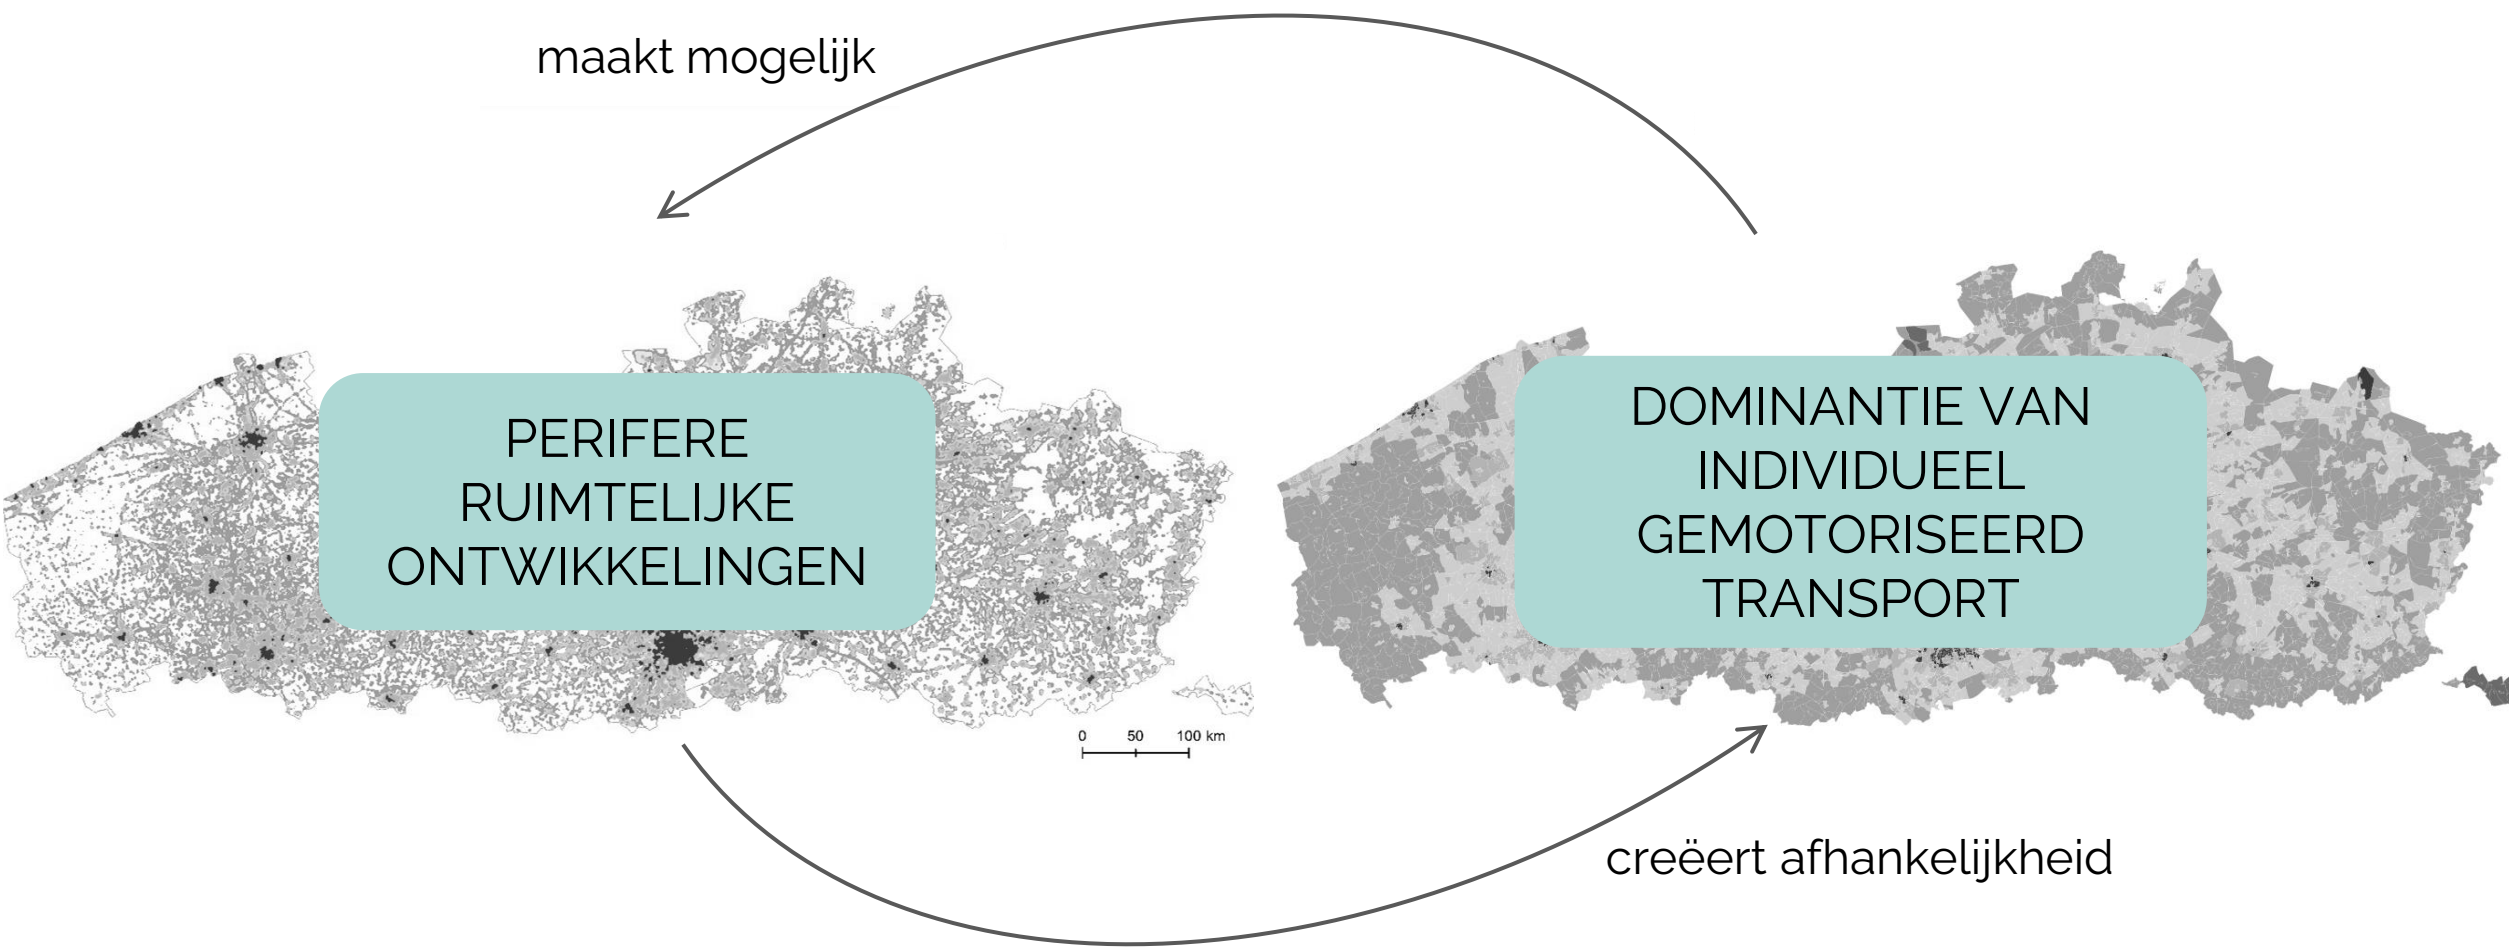 maakt mogelijk
PERIFERE
RUIMTELIJKE
ONTWIKKELINGEN
DOMINANTIE VAN
INDIVIDUEEL
GEMOTORISEERD
TRANSPORT
0 50 100 km
creëert afhankelijkheid